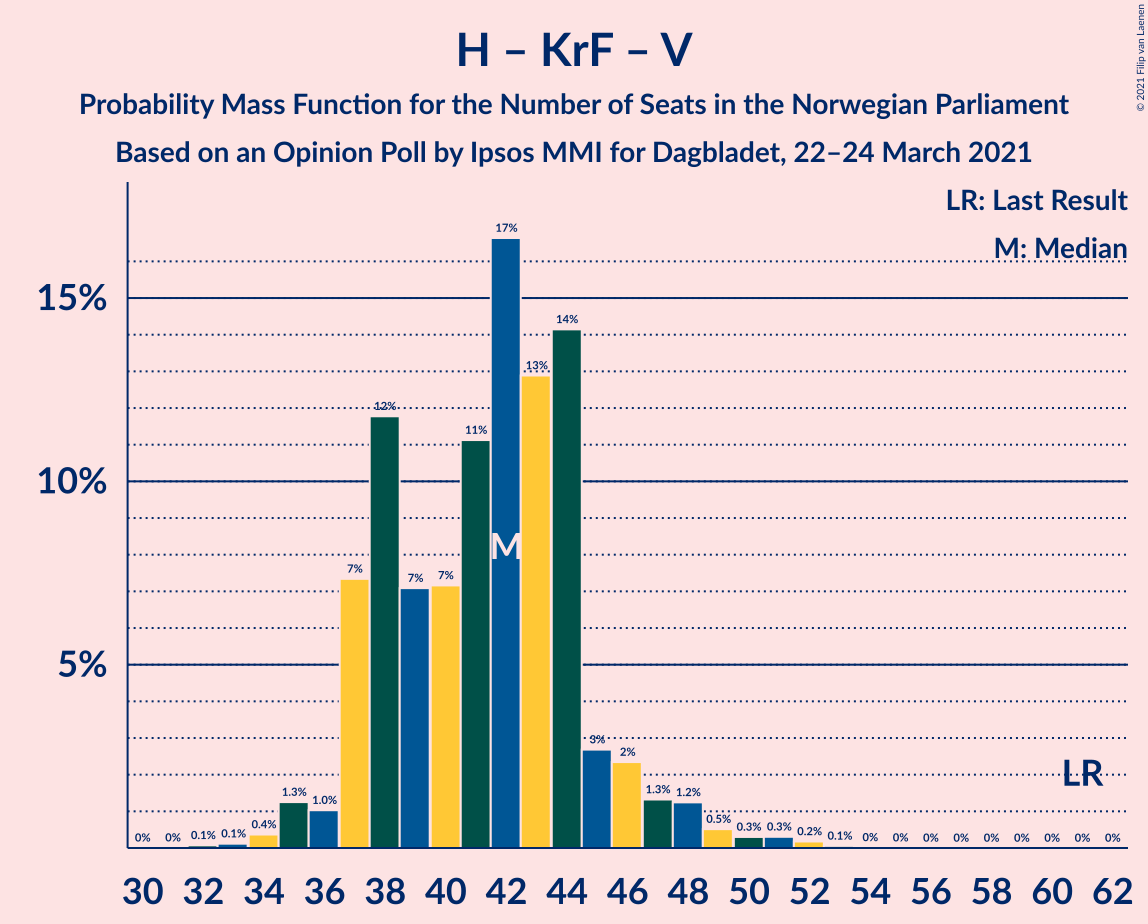 H – KrF – V
Probability Mass Function for the Number of Seats in the Norwegian Parliament
Based on an Opinion Poll by Ipsos MMI for Dagbladet, 22–24 March 2021
© 2021 Filip van Laenen
LR: Last Result
M: Median
15%
10%
5%
0% 0% 0.1% 0.1% 0.4% 1.3% 1.0% 7% 12% 7% 7% 11% 17% 13% 14% 3% 2% 1.3% 1.2% 0.5% 0.3% 0.3% 0.2% 0.1% 0% 0% 0% 0% 0% 0% 0% 0% 0%
M
LR
30 32 34 36 38 40 42 44 46 48 50 52 54 56 58 60 62